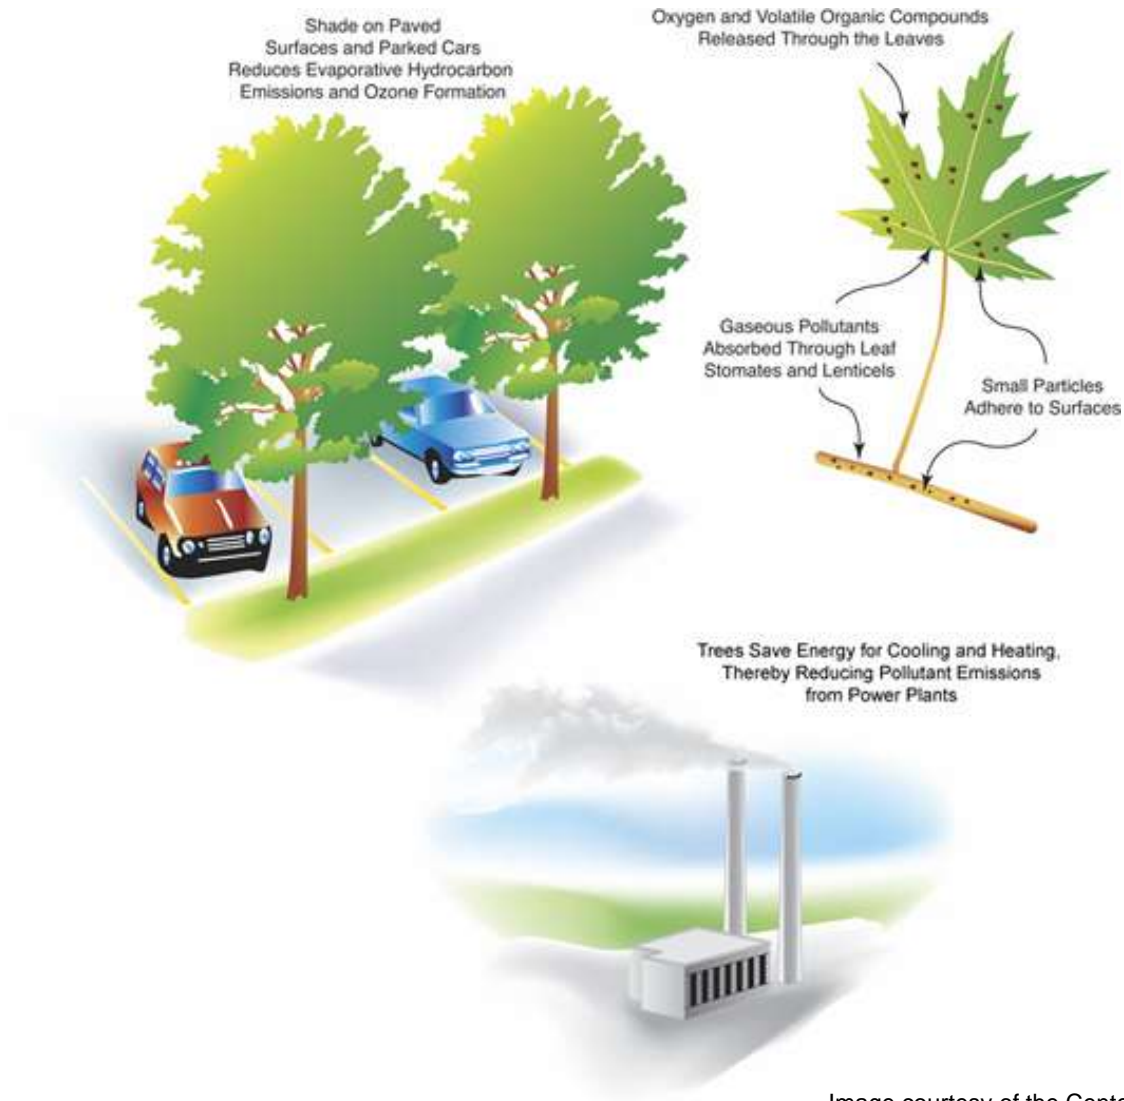 Shade on Paved
Surfaces and Parked Cars
Reduces Evaporative Hydrocarbon
Emissions and Ozone Formation
Oxygen and Volatile Organic Compounds
Released Through the Leaves
Gaseous Pollutants
Absorbed Through Leaf
Stomates and Lenticels
Small Particles
Adhere to Surfaces
Trees Save Energy for Cooling and Heating,
Thereby Reducing Pollutant Emissions
from Power Plants
Image courtesy of the